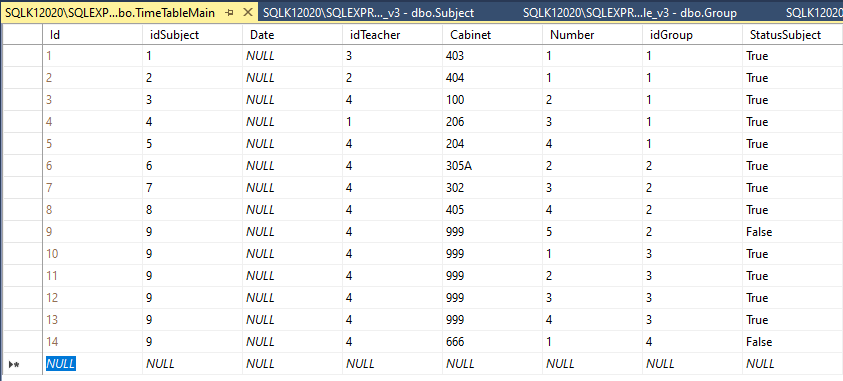 SQLK12020\SQLEXP...bo.TimeTableMain SQLK12020\SQLEXPR..._v3 - dbo.Subject SQLK12020\SQLEXPR...le_v3 - dbo.Group SQLK12020\SQLEXPR
Id idSubject Date idTeacher Cabinet Number idGroup StatusSubject
1 1 NULL 3 403 1 1 True
2 2 NULL 2 404 1 1 True
3 3 NULL 4 100 2 1 True
4 4 NULL 1 206 3 1 True
5 5 NULL 4 204 4 1 True
6 6 NULL 4 305A 2 2 True
7 7 NULL 4 302 3 2 True
8 8 NULL 4 405 4 2 True
9 9 NULL 4 999 5 2 False
10 9 NULL 4 999 1 3 True
11 9 NULL 4 999 2 3 True
12 9 NULL 4 999 3 3 True
13 9 NULL 4 999 4 3 True
14 9 NULL 4 666 1 4 False
NULL NULL NULL NULL NULL NULL NULL NULL